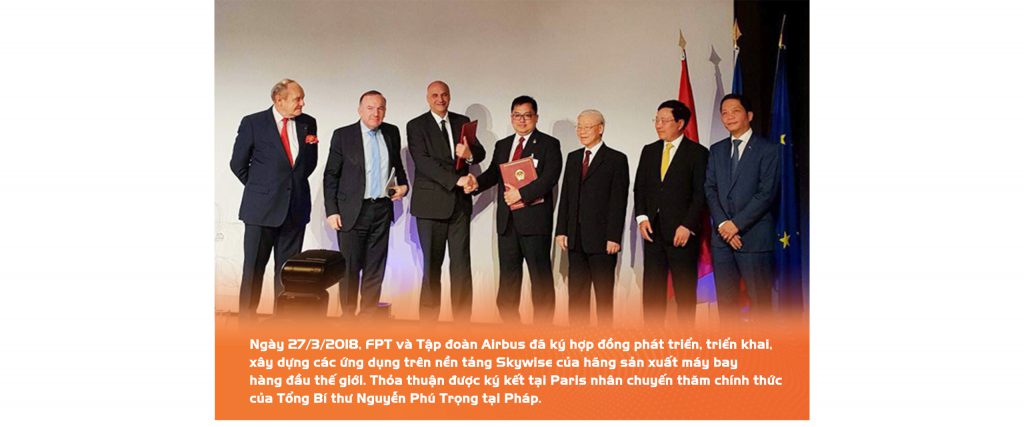 Ngày 27/3/2018, FPT và Tập đoàn Airbus đã ký hợp đồng phát triển, triển khai,
xây dựng các ứng dụng trên nền tảng Skywise của hãng sản xuất máy bay
hàng đầu thế giới. Thỏa thuận được ký kết tại Paris nhân chuyến thăm chính thức
của Tổng Bí thư Nguyễn Phú Trọng tại Pháp.